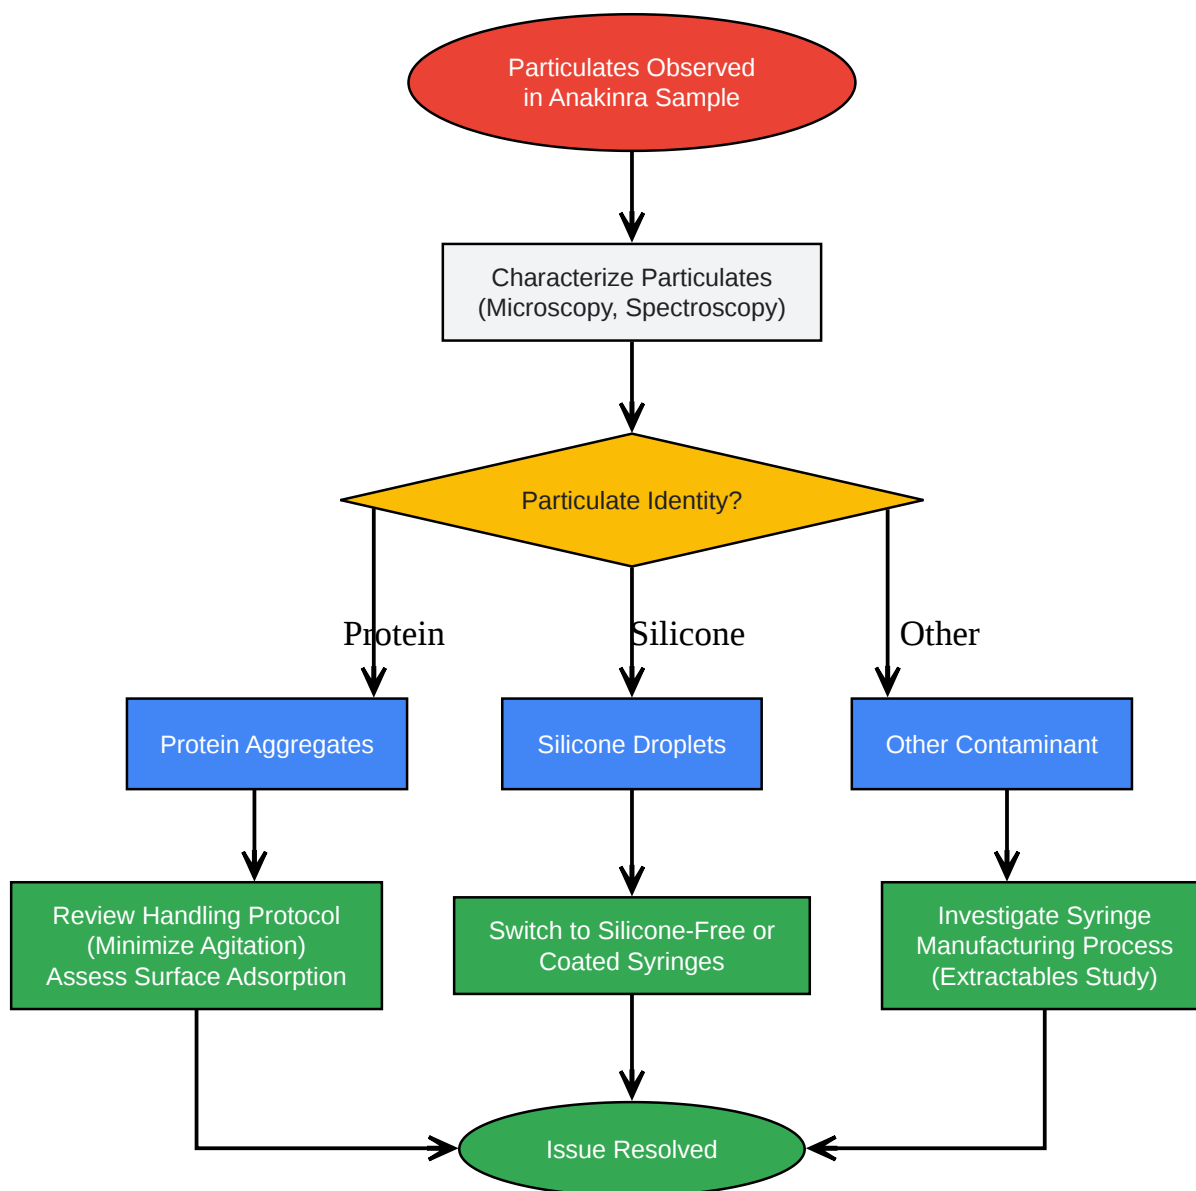 Particulates Observed
in Anakinra Sample
Characterize Particulates
(Microscopy, Spectroscopy)
Particulate Identity?
Protein
Silicone
Other
Protein Aggregates
Silicone Droplets
Other Contaminant
Review Handling Protocol
(Minimize Agitation)
Assess Surface Adsorption
Switch to Silicone-Free or
Coated Syringes
Investigate Syringe
Manufacturing Process
(Extractables Study)
Issue Resolved